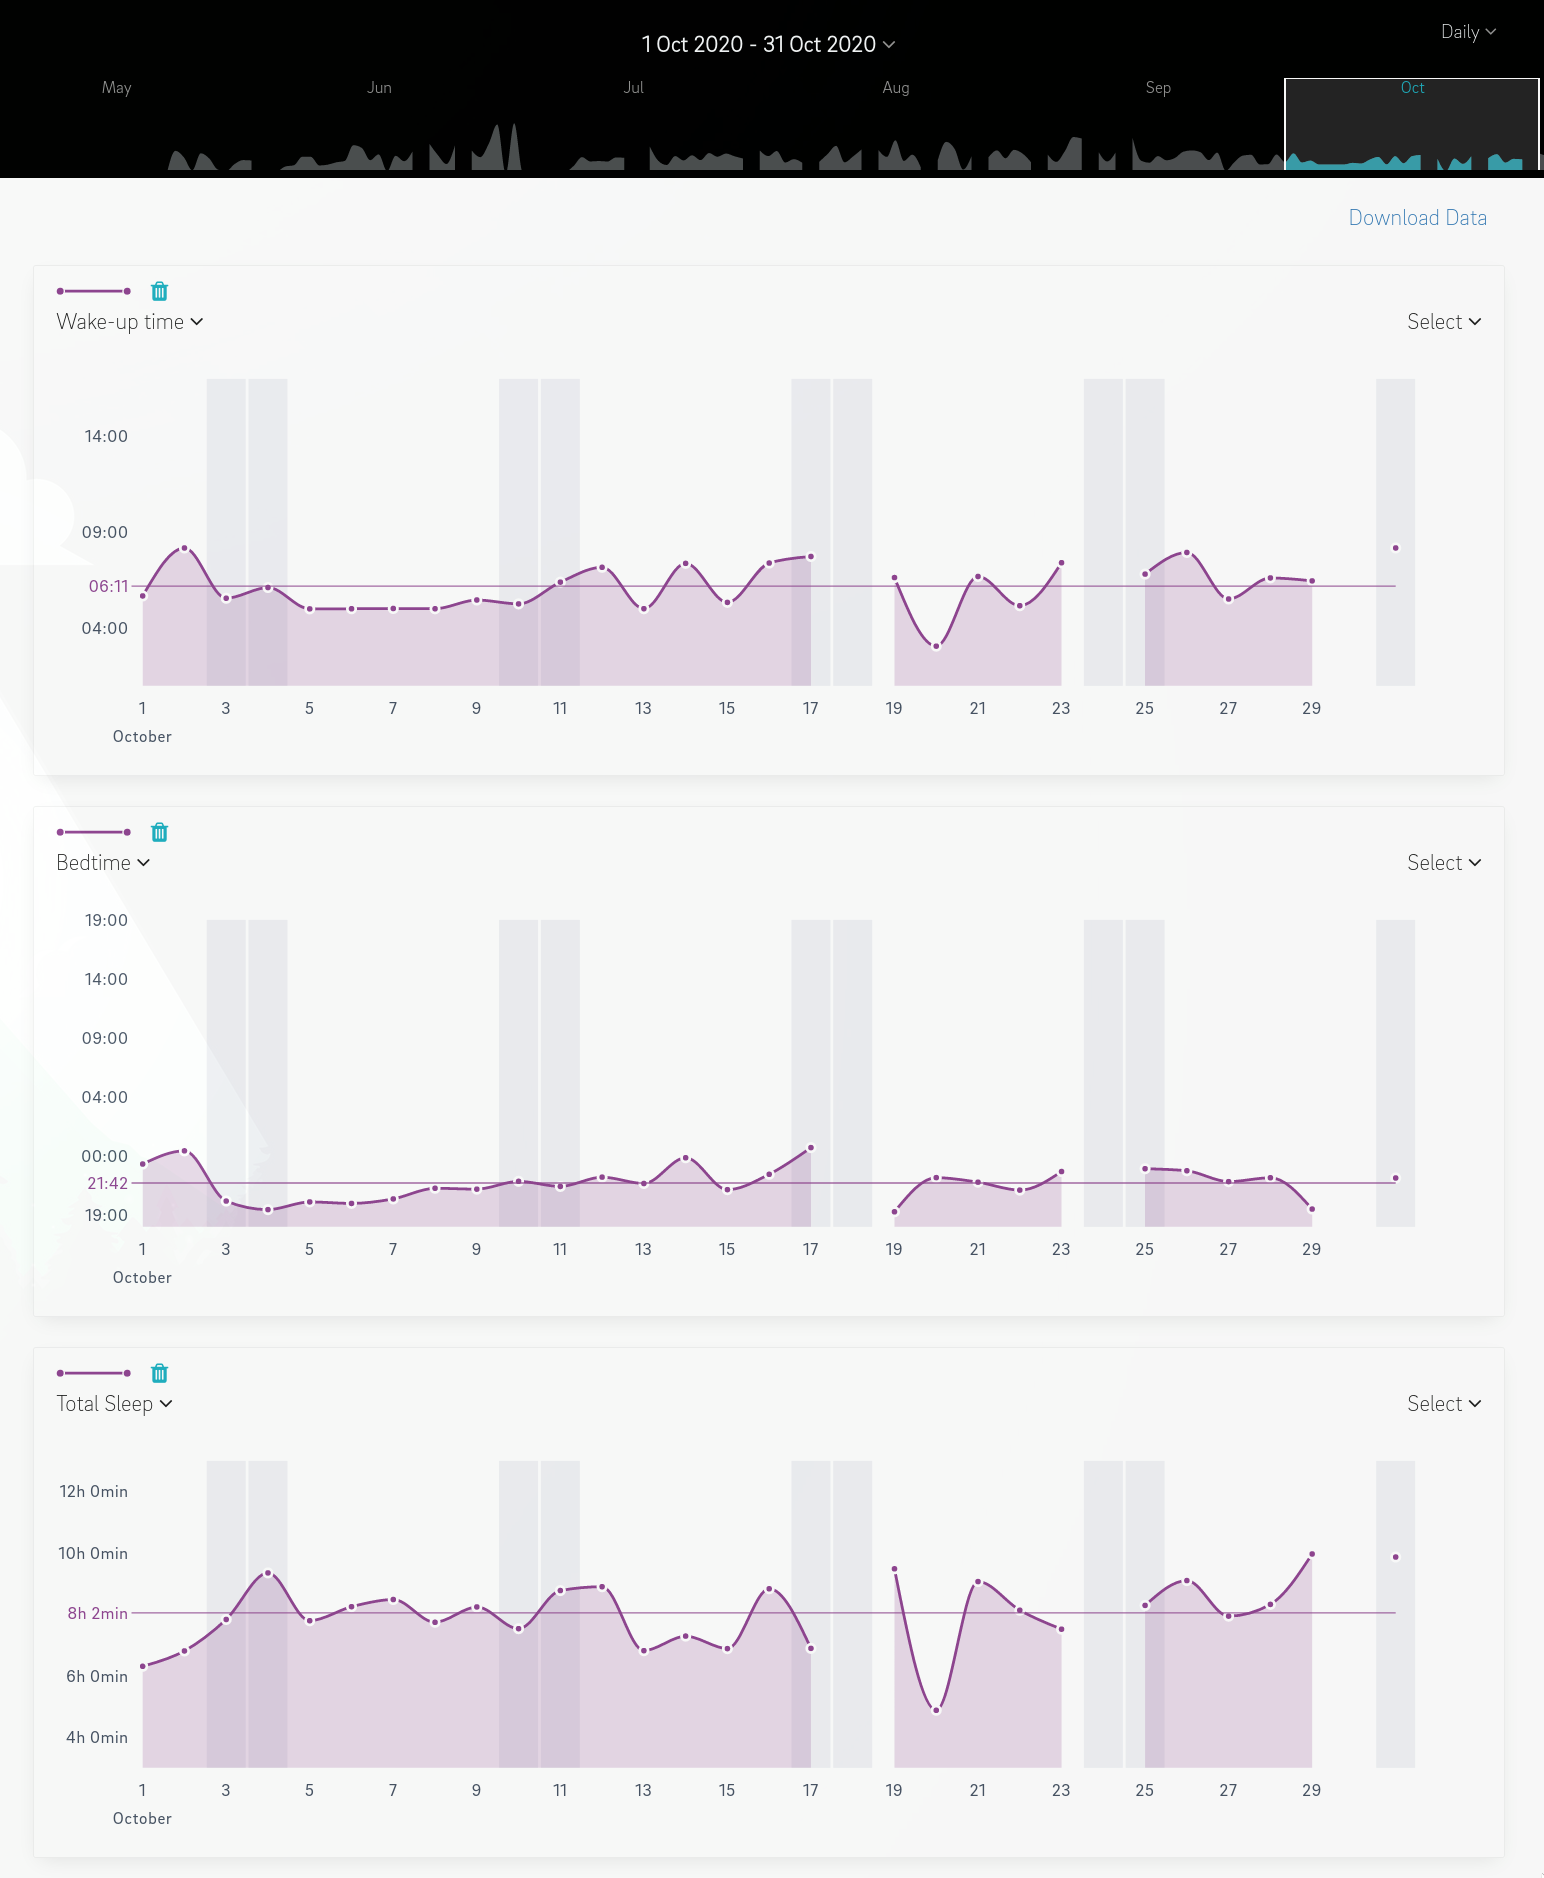 1 Oct 2020 - 31 Oct 2020
Daily
May Jun Jul Aug Sep Oct
Download Data
Wake-up time
Select
14:00
09:00
06:11
04:00
1 3 5 7 9 11 13 15 17 19 21 23 25 27 29
October
Bedtime
Select
19:00
14:00
09:00
04:00
00:00
21:42
19:00
1 3 5 7 9 11 13 15 17 19 21 23 25 27 29
October
Total Sleep
Select
12h 0min
10h 0min
8h 2min
6h 0min
4h 0min
1 3 5 7 9 11 13 15 17 19 21 23 25 27 29
October